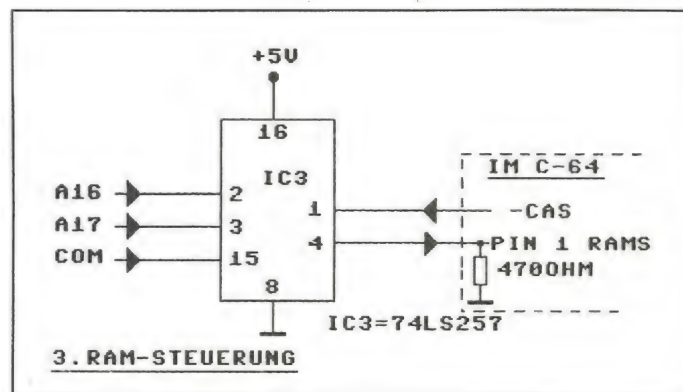 +5V
16
IC3
IM C-64
A16
2
1
-CAS
A17
3
4
PIN 1 RAMS
COM
15
470OHM
8
IC3=74LS257
3.RAM-STEUERUNG